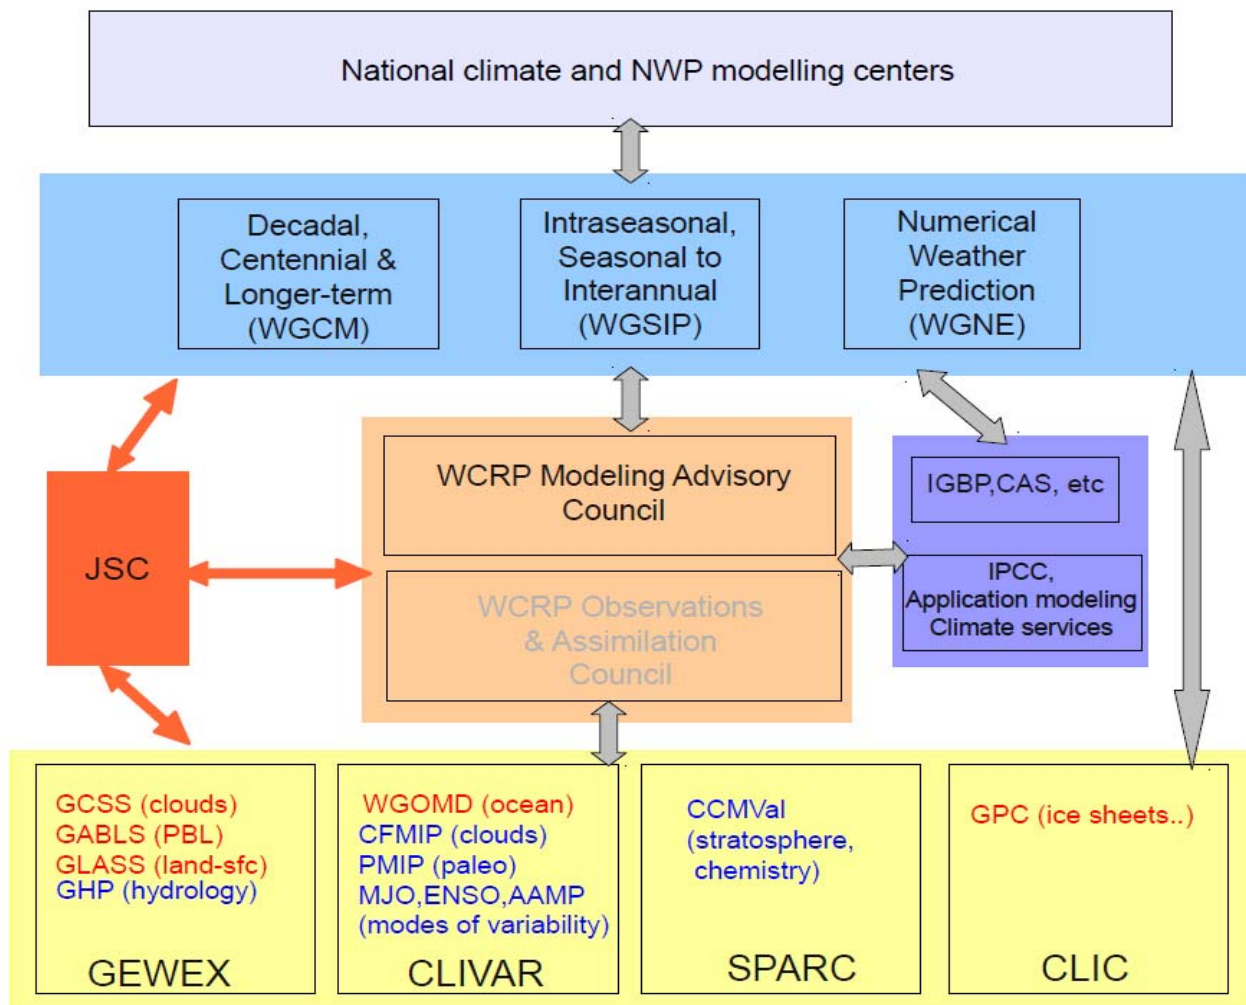 National climate and NWP modelling centers
Decadal,
Centennial &
Longer-term
(WGCM)
Intraseasonal,
Seasonal to
Interannual
(WGSIP)
Numerical
Weather
Prediction
(WGNE)
JSC
WCRP Modeling Advisory
Council
WCRP Observations
& Assimilation
Council
IGBP,CAS, etc
IPCC,
Application modeling
Climate services
GCSS (clouds)
GABLS (PBL)
GLASS (land-sfc)
GHP (hydrology)
GEWEX
WGOMD (ocean)
CFMIP (clouds)
PMIP (paleo)
MJO,ENSO,AAMP
(modes of variability)
CLIVAR
CCMVal
(stratosphere,
chemistry)
SPARC
GPC (ice sheets..)
CLIC